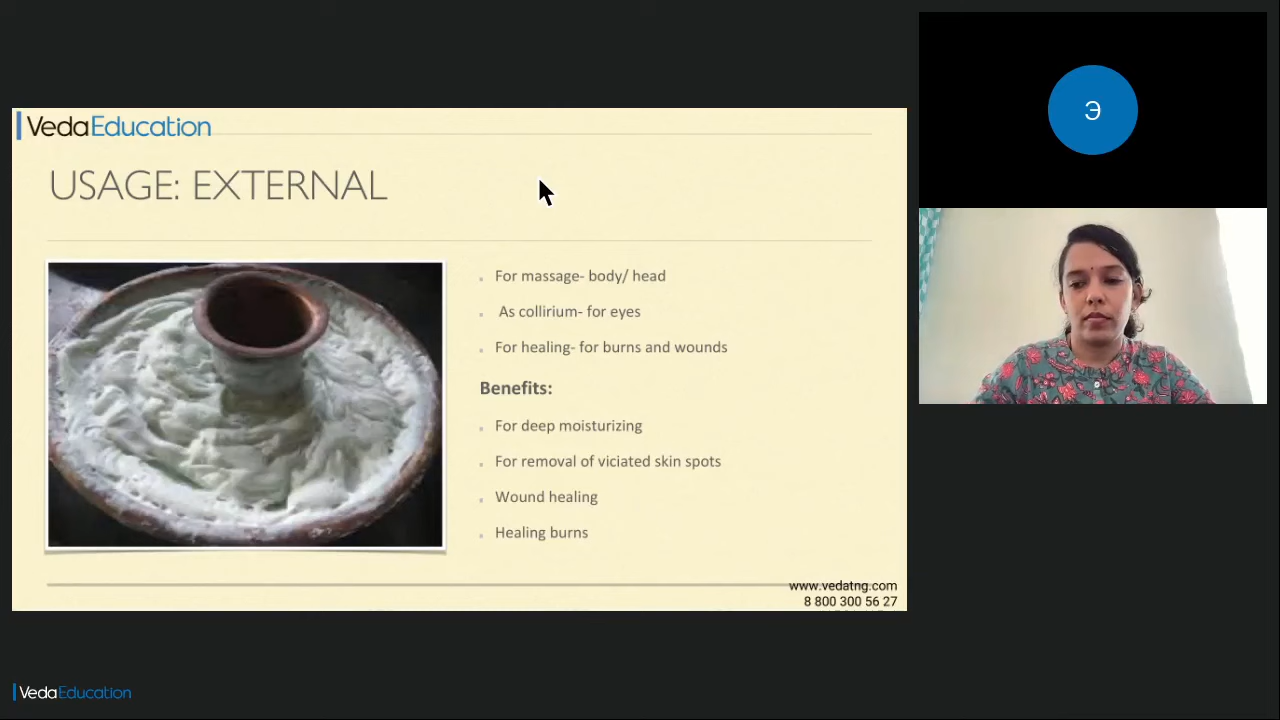 VedaEducation
USAGE: EXTERNAL
For massage- body/ head
As collirium- for eyes
For healing- for burns and wounds
Benefits:
For deep moisturizing
For removal of viciated skin spots
Wound healing
Healing burns
www.vedatng.com
8 800 300 56 27
Э
VedaEducation